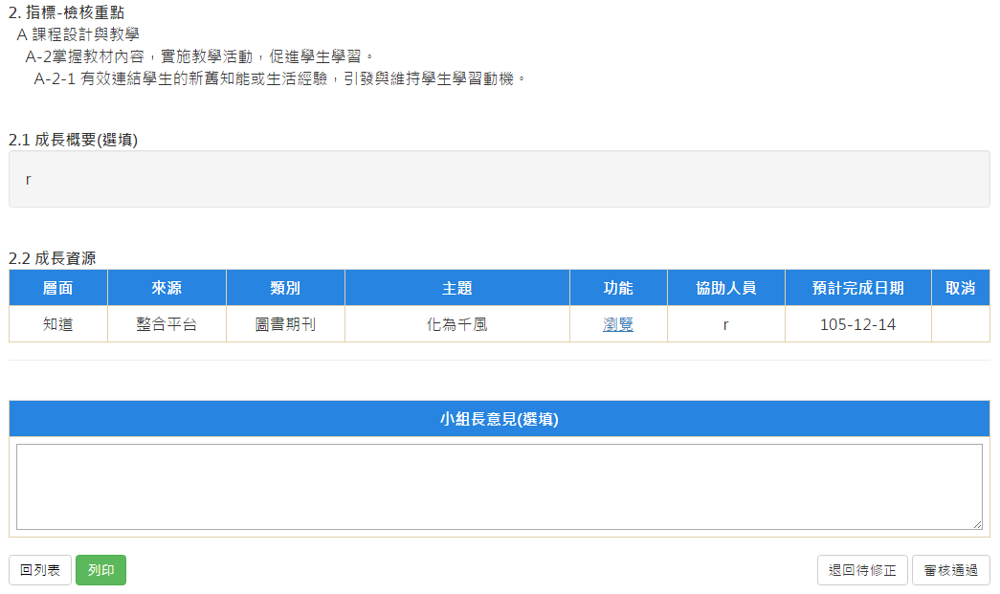 2. 指標-檢核重點
A 課程設計與教學
A-2掌握教材內容，實施教學活動，促進學生學習。
A-2-1 有效連結學生的新舊知能或生活經驗，引發與維持學生學習動機。
2.1 成長概要(選填)
r
2.2 成長資源
層面 來源 類別 主題 功能 協助人員 預計完成日期 取消
知道 整合平台 圖書期刊 化為千風 瀏覽 r 105-12-14
小組長意見(選填)
回列表 列印 退回待修正 審核通過